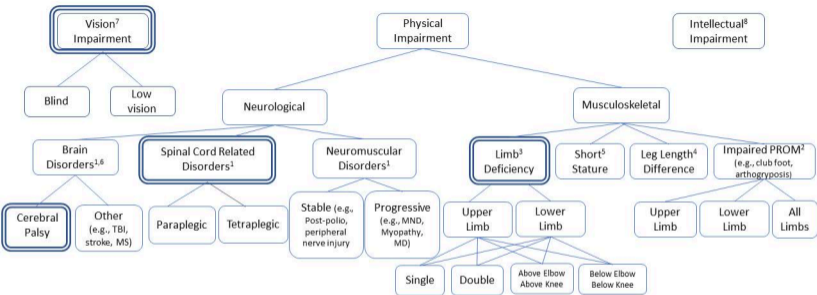 Vision⁷
Impairment
Physical
Impairment
Intellectual⁸
Impairment
Blind
Low
vision
Neurological
Musculoskeletal
Brain
Disorders¹,⁶
Spinal Cord Related
Disorders¹
Neuromuscular
Disorders¹
Limb³
Deficiency
Short⁵
Stature
Leg Length⁴
Difference
Impaired PROM²
(e.g., club foot,
arthogryposis)
Cerebral
Palsy
Other
(e.g., TBI,
stroke, MS)
Paraplegic
Tetraplegic
Stable (e.g.,
Post-polio,
peripheral
nerve injury
Progressive
(e.g., MND,
Myopathy,
MD)
Upper
Limb
Lower
Limb
Upper
Limb
Lower
Limb
All
Limbs
Single
Double
Above Elbow
Above Knee
Below Elbow
Below Knee